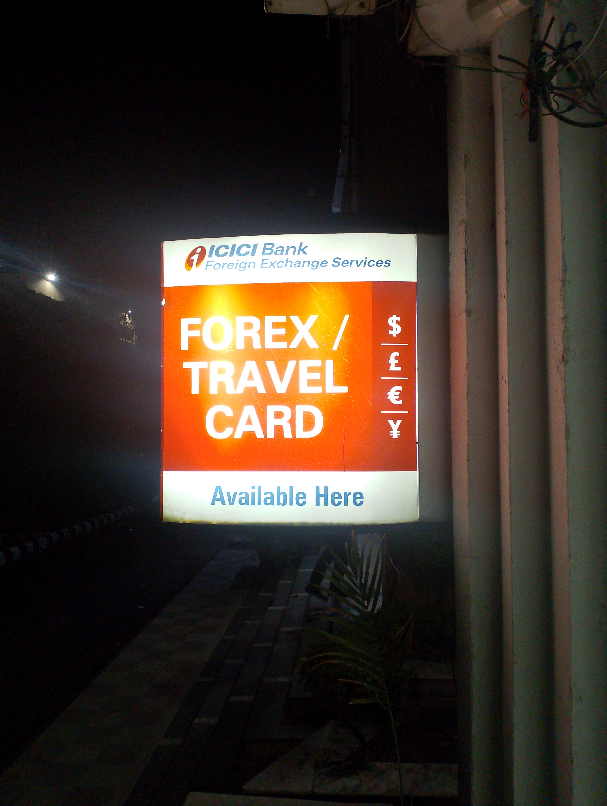 ICICI Bank
Foreign Exchange Services
FOREX /
TRAVEL
CARD
$
£
€
¥
Available Here